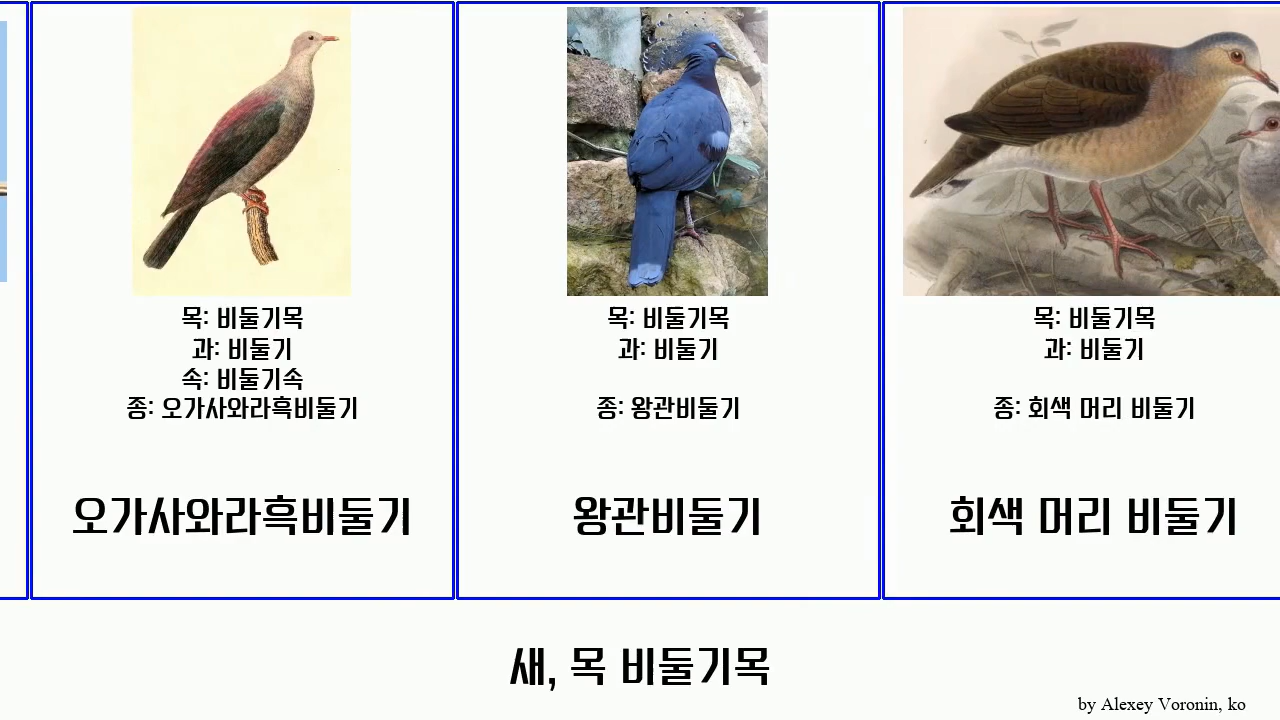 목: 비둘기목
과: 비둘기
속: 비둘기속
종: 오가사와라흑비둘기
오가사와라흑비둘기
목: 비둘기목
과: 비둘기
종: 왕관비둘기
왕관비둘기
목: 비둘기목
과: 비둘기
종: 회색 머리 비둘기
회색 머리 비둘기
새, 목 비둘기목
by Alexey Voronin, ko